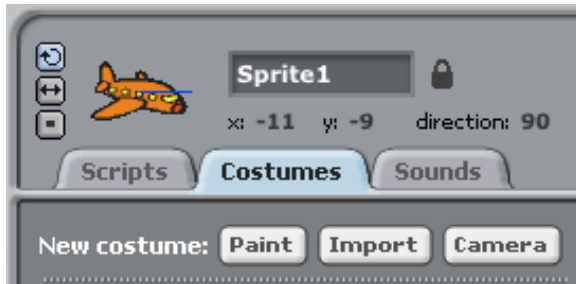 Sprite1
x: -11 y: -9 direction: 90
Scripts Costumes Sounds
New costume: Paint Import Camera